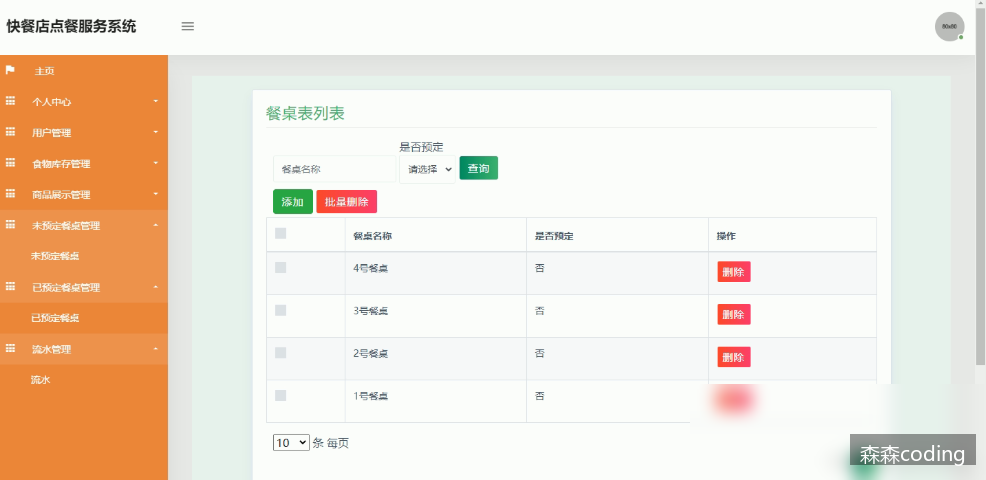 快餐店点餐服务系统
主页
个人中心
用户管理
食物库存管理
商品展示管理
未预定餐桌管理
未预定餐桌
已预定餐桌管理
已预定餐桌
流水管理
流水
餐桌表列表
是否预定
餐桌名称 请选择 查询
添加 批量删除
餐桌名称 是否预定 操作
4号餐桌 否 删除
3号餐桌 否 删除
2号餐桌 否 删除
1号餐桌 否
10 条 每页
森森coding